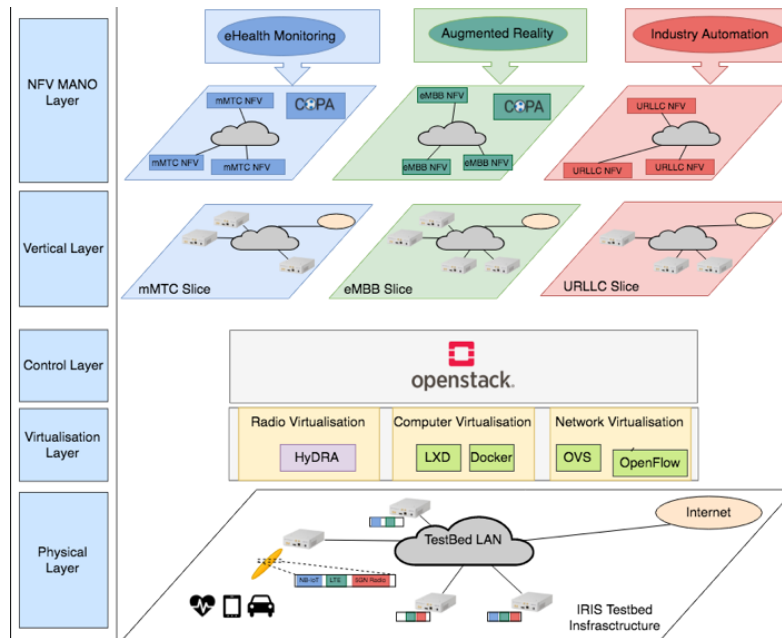 eHealth Monitoring
Augmented Reality
Industry Automation
NFV MANO
Layer
mMTC NFV
COPA
mMTC NFV
mMTC NFV
eMBB NFV
COPA
eMBB NFV
eMBB NFV
URLLC NFV
URLLC NFV
URLLC NFV
Vertical Layer
mMTC Slice
eMBB Slice
URLLC Slice
Control Layer
openstack.
Virtualisation
Layer
Radio Virtualisation
HyDRA
Computer Virtualisation
LXD
Docker
Network Virtualisation
OVS
OpenFlow
Physical
Layer
TestBed LAN
Internet
NB-IoT
LTE
SDN Radio
IRIS Testbed
Insfrasctructure